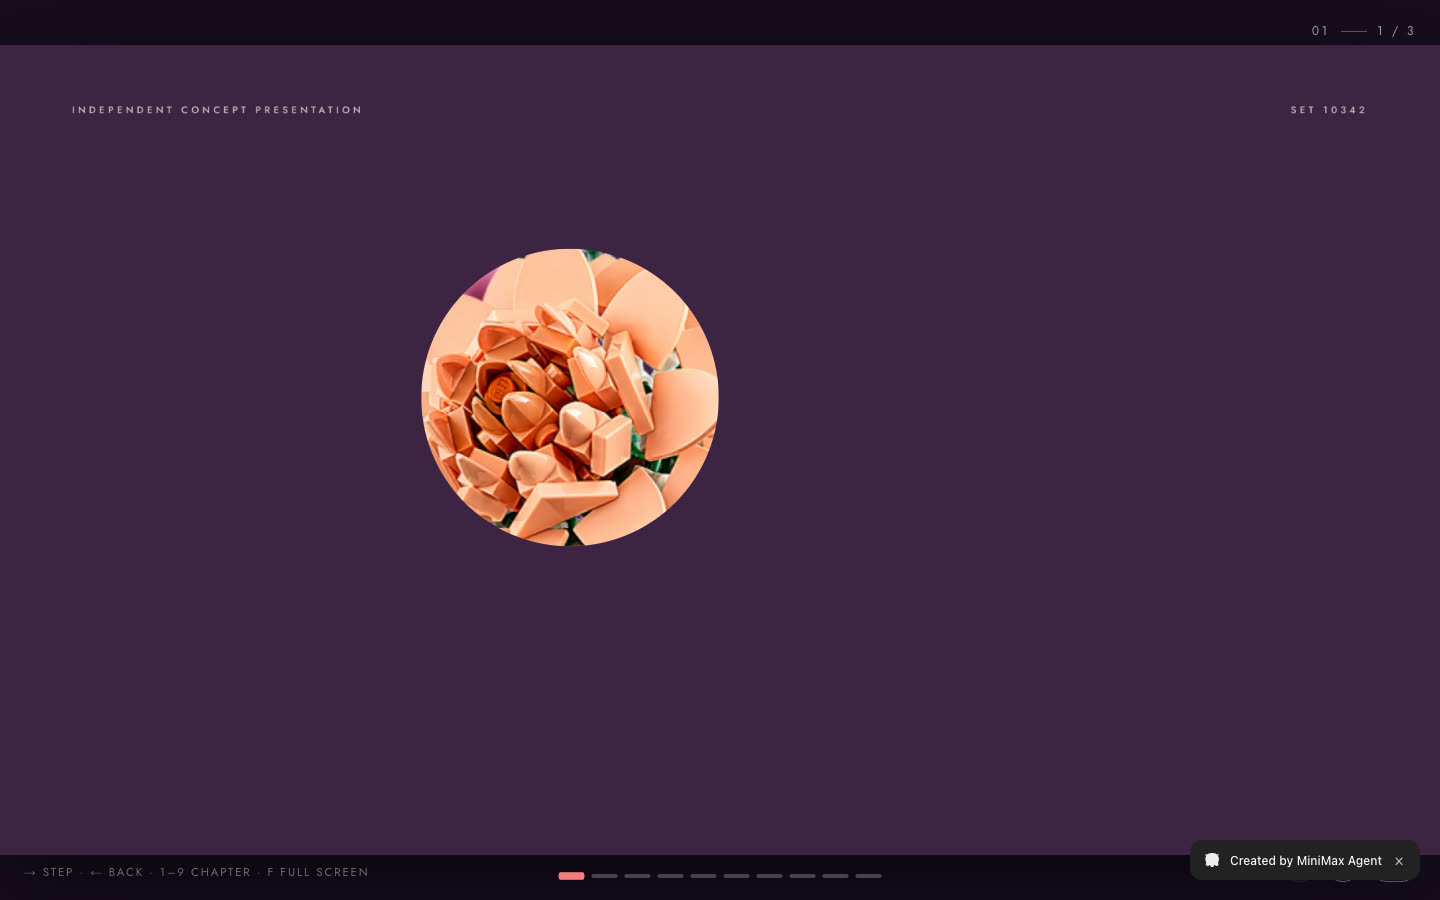 01 — 1 / 3
INDEPENDENT CONCEPT PRESENTATION
SET 10342
→ STEP · ← BACK · 1–9 CHAPTER · F FULL SCREEN
Created by MiniMax Agent ×